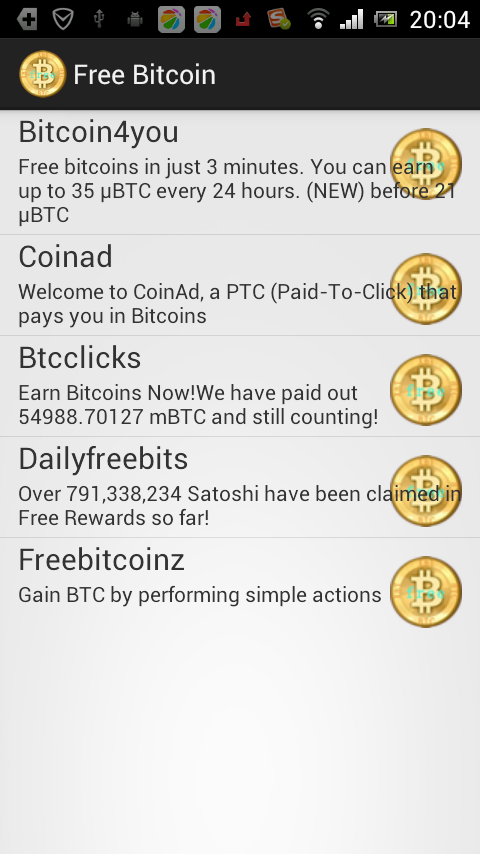 20:04
Free Bitcoin
Bitcoin4you
Free bitcoins in just 3 minutes. You can earn
up to 35 µBTC every 24 hours. (NEW) before 21
µBTC
Coinad
Welcome to CoinAd, a PTC (Paid-To-Click) that
pays you in Bitcoins
Btcclicks
Earn Bitcoins Now!We have paid out
54988.70127 mBTC and still counting!
Dailyfreebits
Over 791,338,234 Satoshi have been claimed in
Free Rewards so far!
Freebitcoinz
Gain BTC by performing simple actions